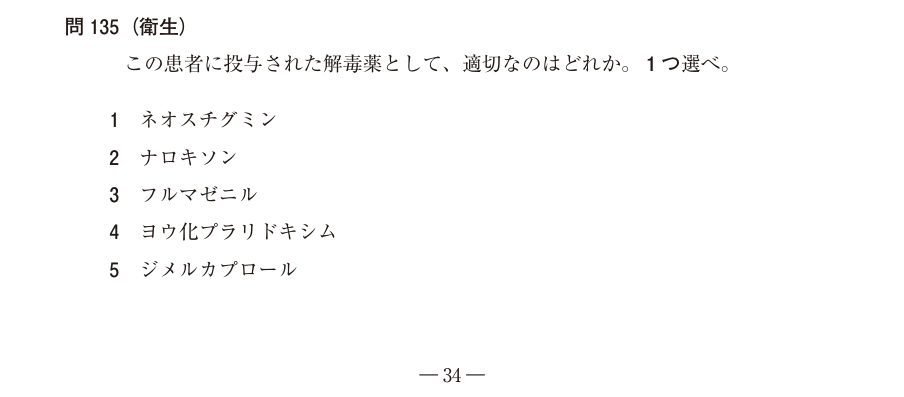 問 135（衛生）
この患者に投与された解毒薬として、適切なのはどれか。1つ選べ。
1 ネオスチグミン
2 ナロキソン
3 フルマゼニル
4 ヨウ化プラリドキシム
5 ジメルカプロール
— 34 —